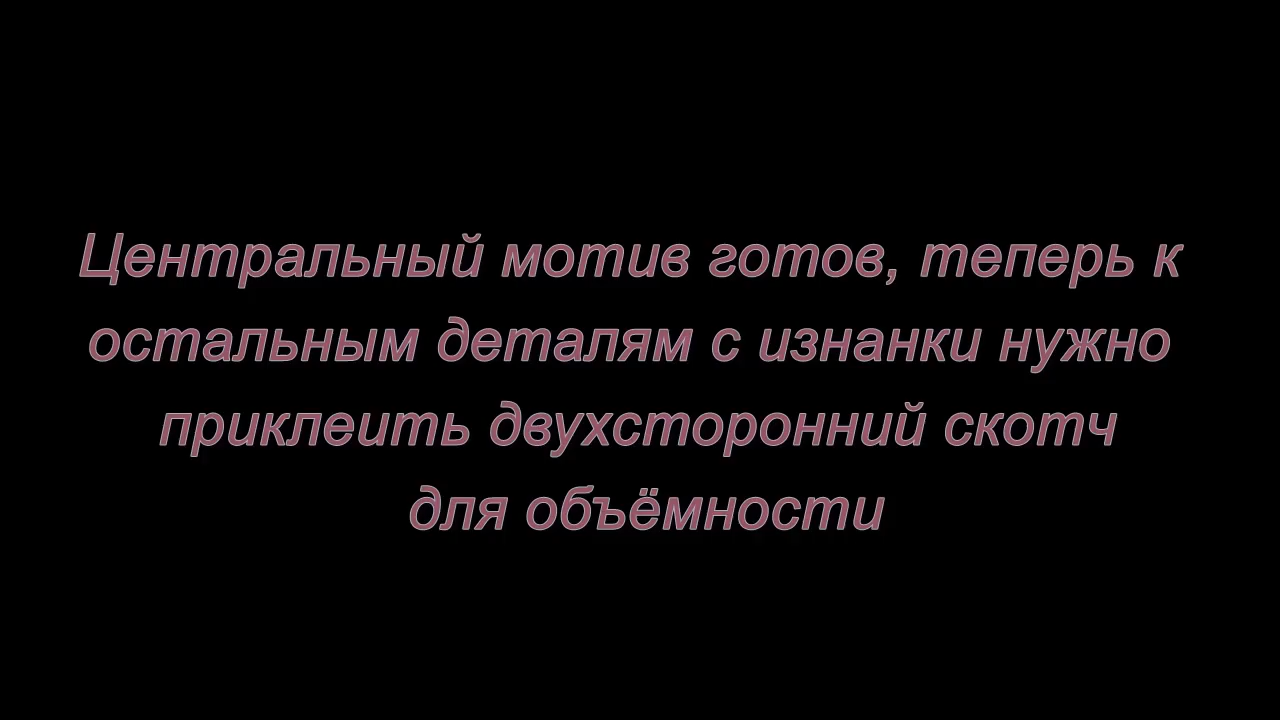 Центральный мотив готов, теперь к
остальным деталям с изнанки нужно
приклеить двухсторонний скотч
для объёмности